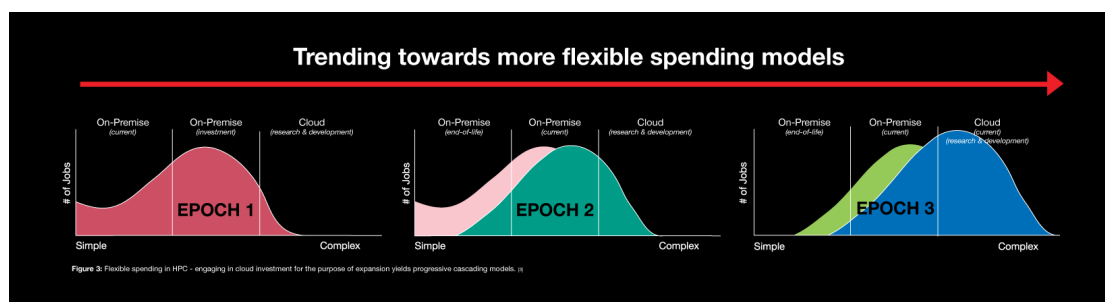 Trending towards more flexible spending models
On-Premise
(current)
On-Premise
(investment)
Cloud
(research & development)
# of Jobs
EPOCH 1
Simple
Complex
On-Premise
(end-of-life)
On-Premise
(current)
Cloud
(research & development)
# of Jobs
EPOCH 2
Simple
Complex
On-Premise
(end-of-life)
On-Premise
(current)
Cloud
(current)
(research & development)
# of Jobs
EPOCH 3
Simple
Complex
Figure 3: Flexible spending in HPC - engaging in cloud investment for the purpose of expansion yields progressive cascading models. [3]